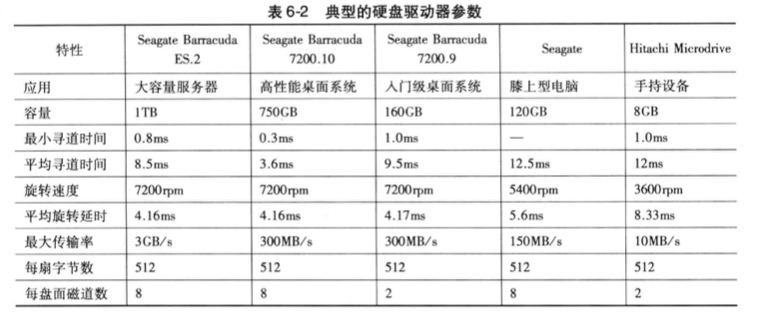 表 6-2 典型的硬盘驱动器参数
特性 Seagate Barracuda ES.2 Seagate Barracuda 7200.10 Seagate Barracuda 7200.9 Seagate Hitachi Microdrive
应用 大容量服务器 高性能桌面系统 入门级桌面系统 膝上型电脑 手持设备
容量 1TB 750GB 160GB 120GB 8GB
最小寻道时间 0.8ms 0.3ms 1.0ms — 1.0ms
平均寻道时间 8.5ms 3.6ms 9.5ms 12.5ms 12ms
旋转速度 7200rpm 7200rpm 7200rpm 5400rpm 3600rpm
平均旋转延时 4.16ms 4.16ms 4.17ms 5.6ms 8.33ms
最大传输率 3GB/s 300MB/s 300MB/s 150MB/s 10MB/s
每扇字节数 512 512 512 512 512
每盘面磁道数 8 8 2 8 2